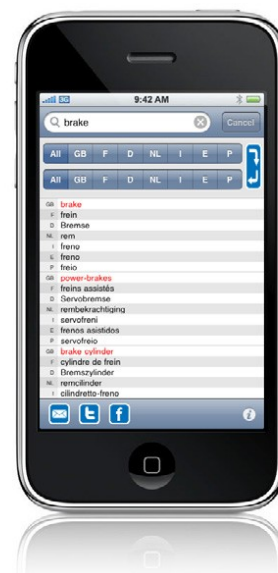 3G 9:42 AM
brake Cancel
All GB F D NL I E P
All GB F D NL I E P
GB brake
F frein
D Bremse
NL rem
I freno
E freno
P freio
GB power-brakes
F freins assistés
D Servobremse
NL rembekrachtiging
I servofreni
E frenos asistidos
P servofreio
GB brake cylinder
F cylindre de frein
D Bremszylinder
NL remcilinder
I cilindretto-freno
t f i